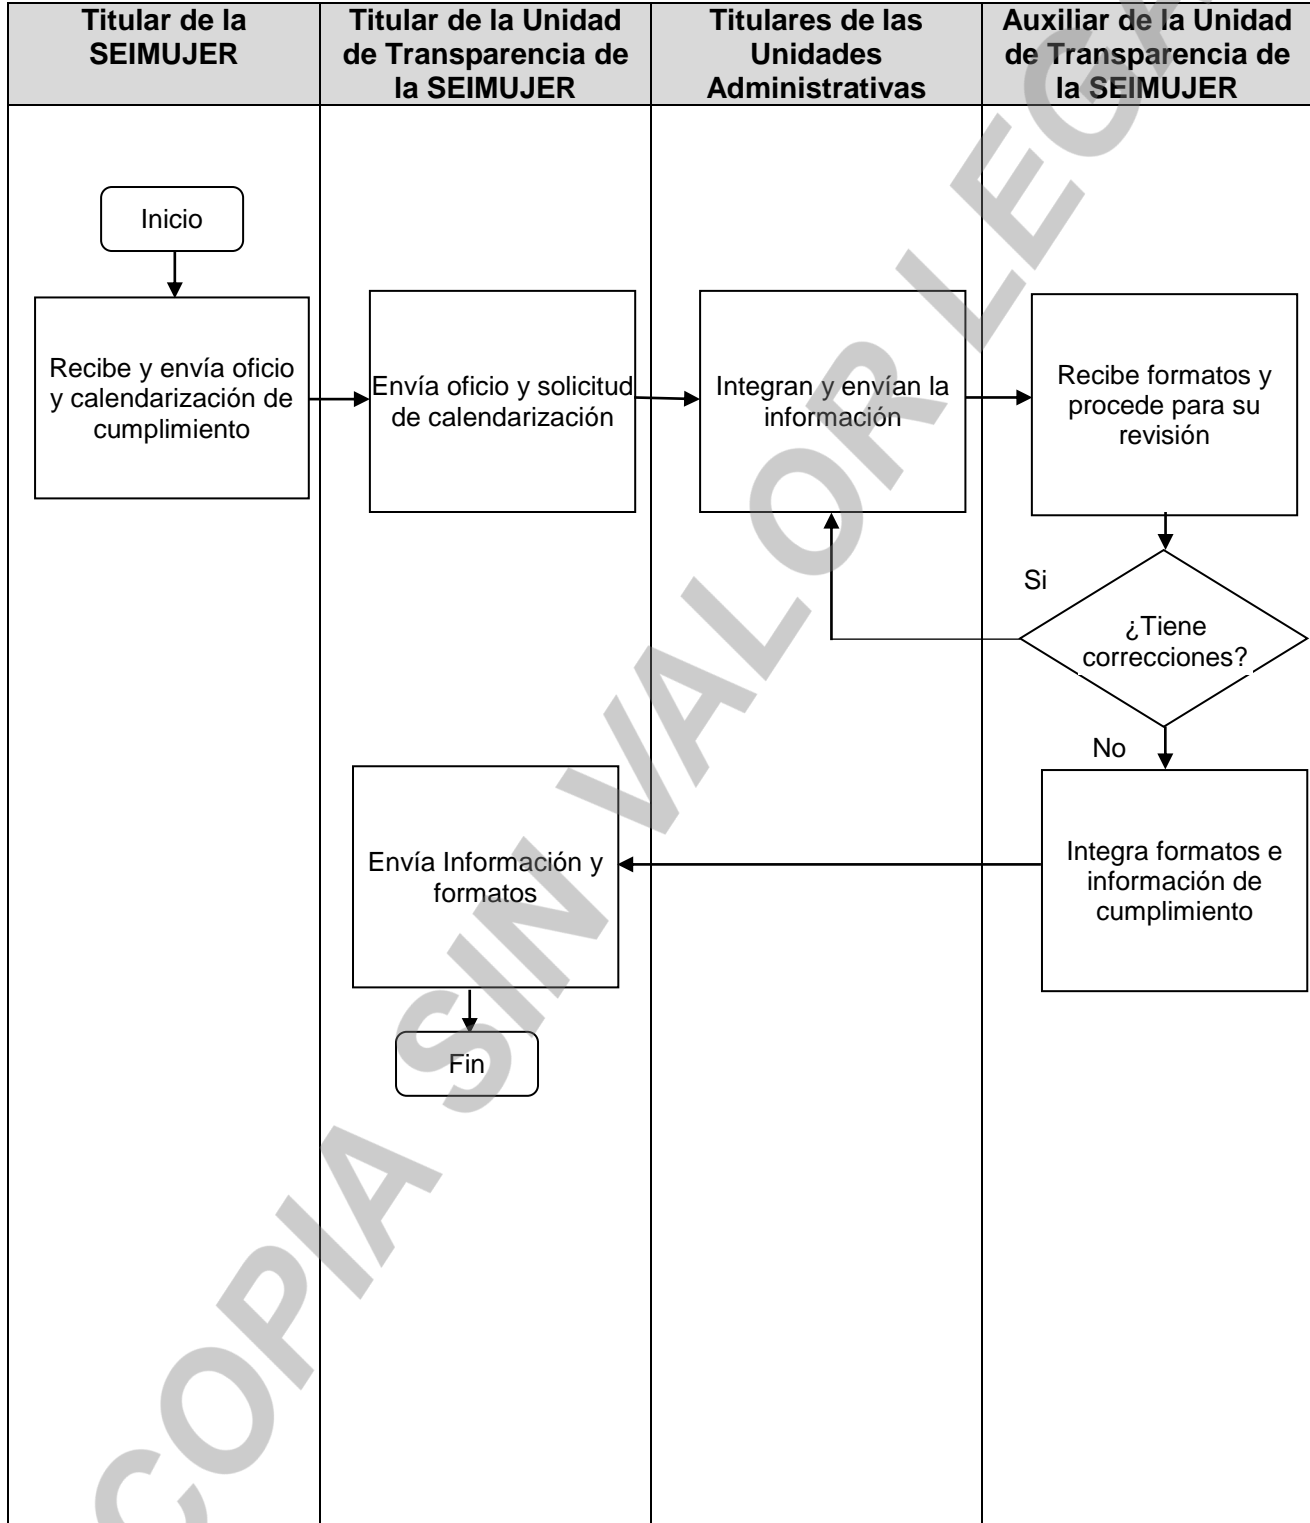 Titular de la
SEIMUJER
Titular de la Unidad
de Transparencia de
la SEIMUJER
Titulares de las
Unidades
Administrativas
Auxiliar de la Unidad
de Transparencia de
la SEIMUJER
Inicio
Recibe y envía oficio
y calendarización de
cumplimiento
Envía oficio y solicitud
de calendarización
Integran y envían la
información
Recibe formatos y
procede para su
revisión
Si
¿Tiene
correcciones?
No
Integra formatos e
información de
cumplimiento
Envía Información y
formatos
Fin
COPIA SIN VALOR LEGA